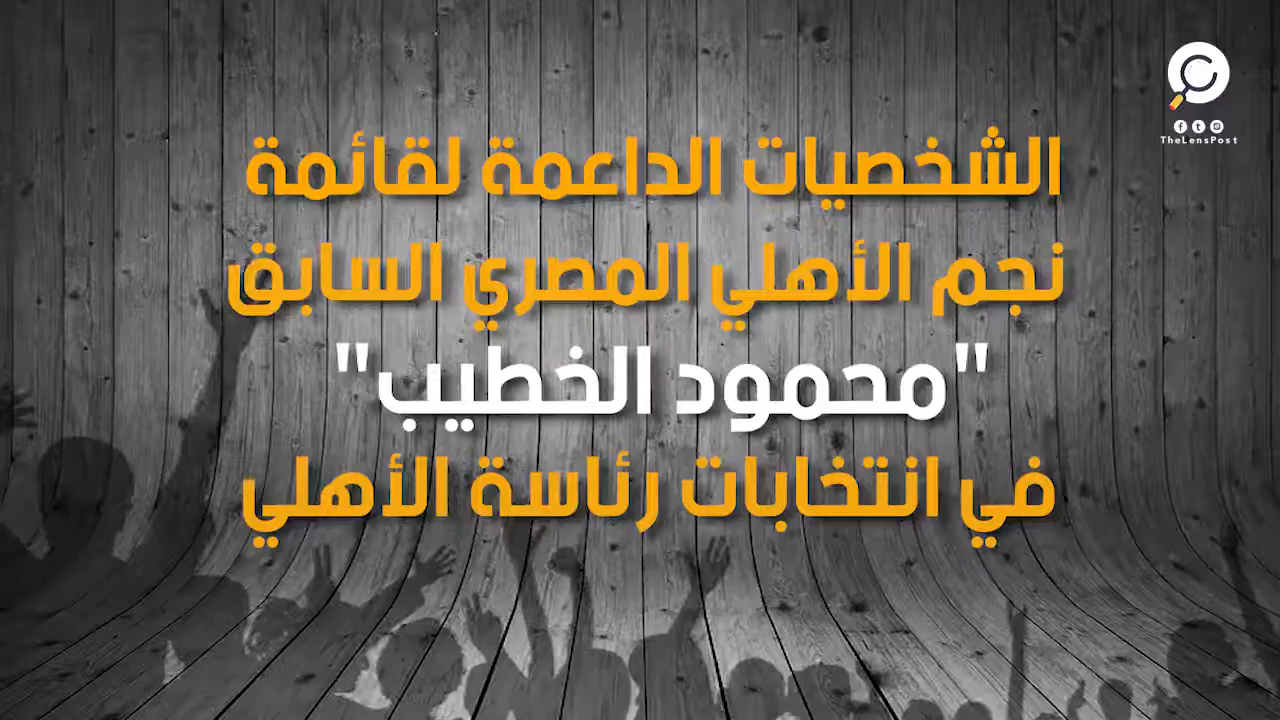 الشخصيات الداعمة لقائمة
نجم الأهلي المصري السابق
"محمود الخطيب"
في انتخابات رئاسة الأهلي
TheLensPost